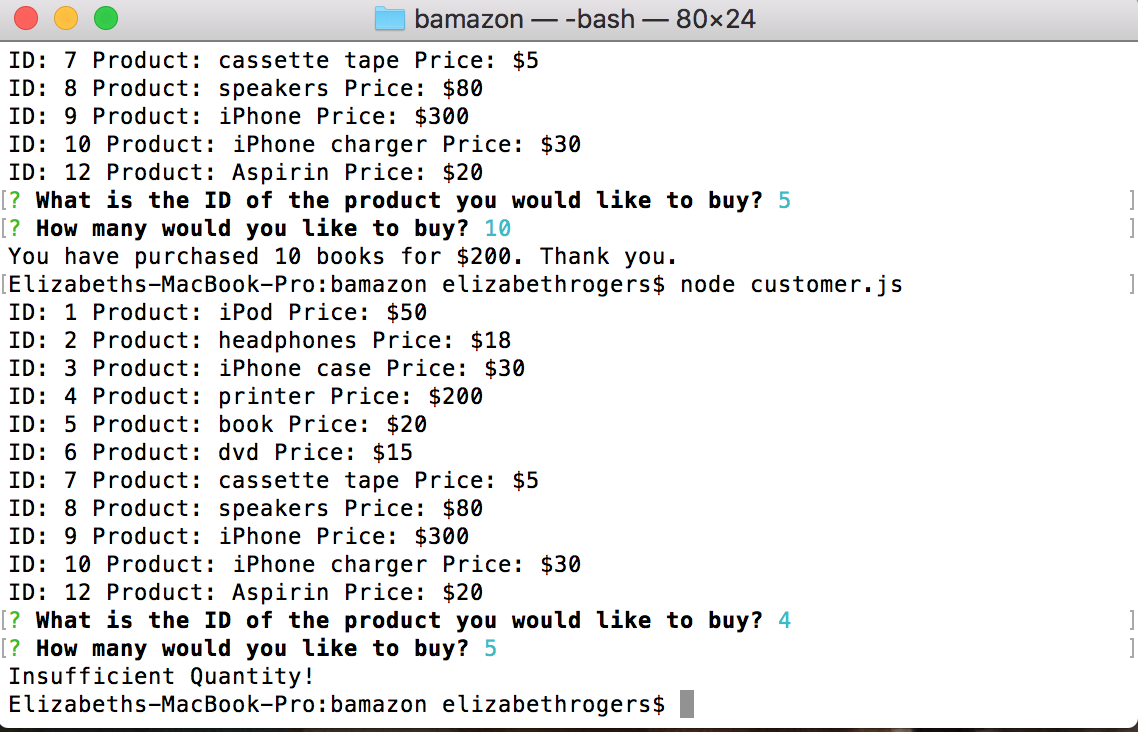 bamazon — -bash — 80×24
ID: 7 Product: cassette tape Price: $5
ID: 8 Product: speakers Price: $80
ID: 9 Product: iPhone Price: $300
ID: 10 Product: iPhone charger Price: $30
ID: 12 Product: Aspirin Price: $20
[? What is the ID of the product you would like to buy? 5 ]
[? How many would you like to buy? 10 ]
You have purchased 10 books for $200. Thank you.
[Elizabeths-MacBook-Pro:bamazon elizabethrogers$ node customer.js ]
ID: 1 Product: iPod Price: $50
ID: 2 Product: headphones Price: $18
ID: 3 Product: iPhone case Price: $30
ID: 4 Product: printer Price: $200
ID: 5 Product: book Price: $20
ID: 6 Product: dvd Price: $15
ID: 7 Product: cassette tape Price: $5
ID: 8 Product: speakers Price: $80
ID: 9 Product: iPhone Price: $300
ID: 10 Product: iPhone charger Price: $30
ID: 12 Product: Aspirin Price: $20
[? What is the ID of the product you would like to buy? 4 ]
[? How many would you like to buy? 5 ]
Insufficient Quantity!
Elizabeths-MacBook-Pro:bamazon elizabethrogers$